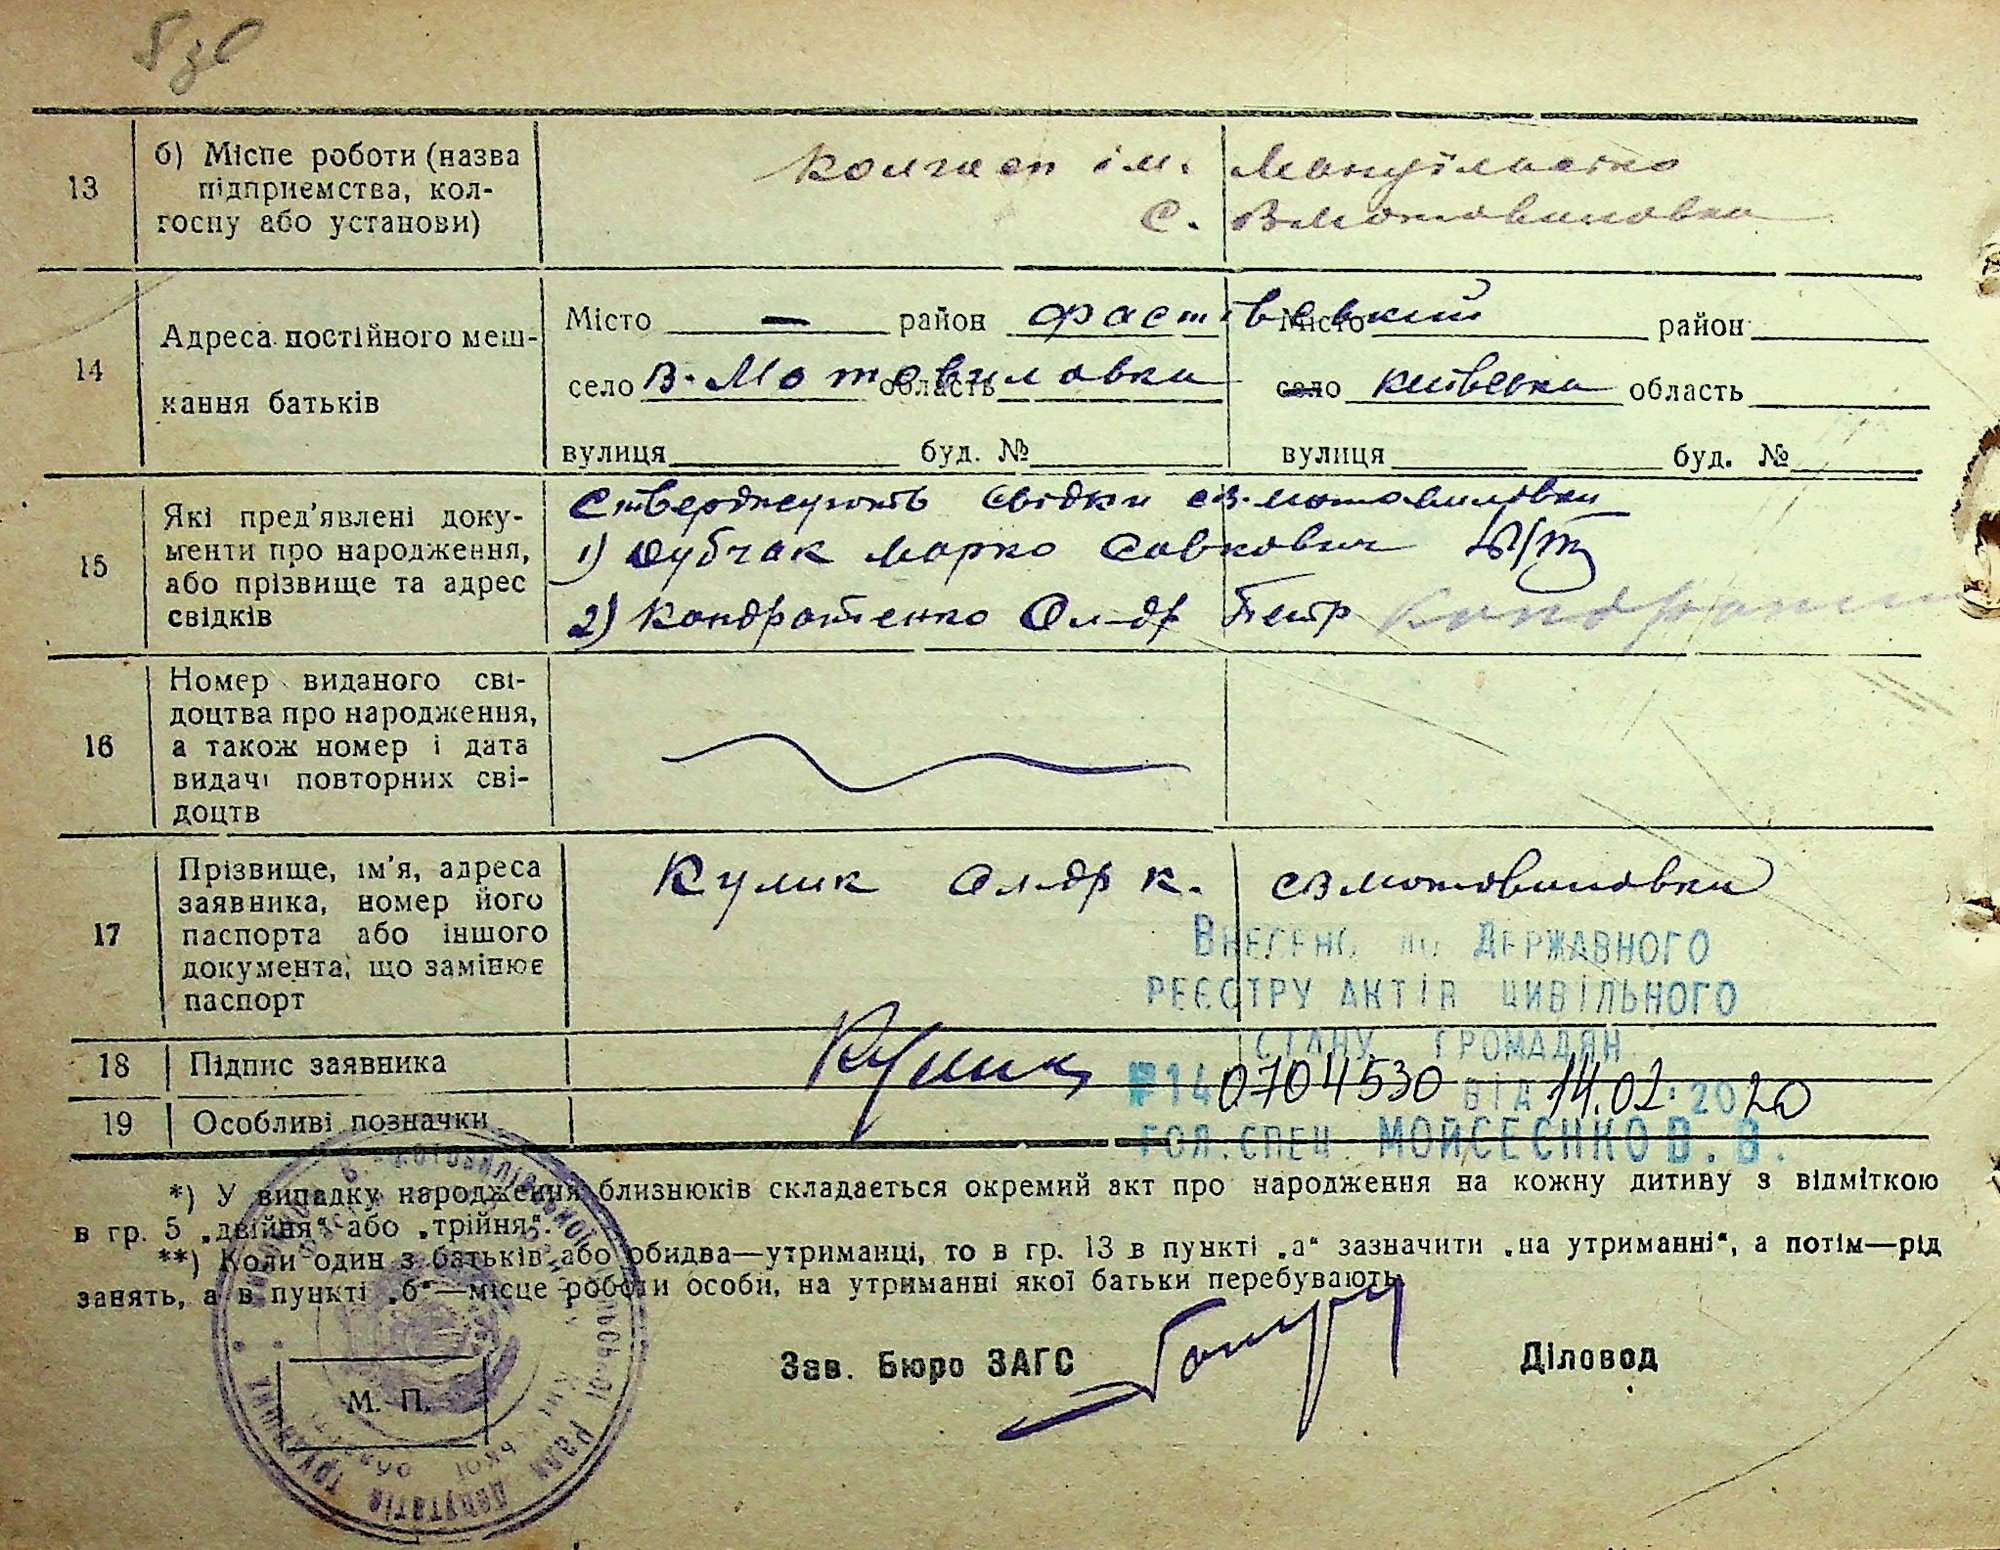 13
б) Місце роботи (назва
підприємства, кол-
госпу або установи)
Колгосп ім. Мануїльсько
с. ВМотовиловка
14
Адреса постійного меш-
кання батьків
Місто — район Фастівський Місто район
село В. Мотовиловка область село Київська область
вулиця буд. № вулиця буд. №
15
Які пред'явлені доку-
менти про народження,
або прізвище та адрес
свідків
Стверджують свідки с В-мотовиловки
1) Дубчак Марко Савкович
2) Кондратенко Ол-др Петр
16
Номер виданого сві-
доцтва про народження,
а також номер і дата
видачі повторних сві-
доцтв
17
Прізвище, ім'я, адреса
заявника, номер його
паспорта або іншого
документа, що замінює
паспорт
Кулик Ол-др К. с В мотовиловки
Внесено до Державного
реєстру актів цивільного
стану громадян
18
Підпис заявника
Кулик
№ 140704530 від 14.02.2020
19
Особливі позначки
гол. спец. Мойсеєнко В. В.
*) У випадку народження близнюків складається окремий акт про народження на кожну дитину з відміткою
в гр. 5 „двійня“ або „трійня“.
**) Коли один з батьків або обидва—утриманці, то в гр. 13 в пункті „а“ зазначити „на утриманні“, а потім—рід
занять, а в пункті „б“—місце роботи особи, на утриманні якої батьки перебувають
Зав. Бюро ЗАГС
Діловод
М. П.